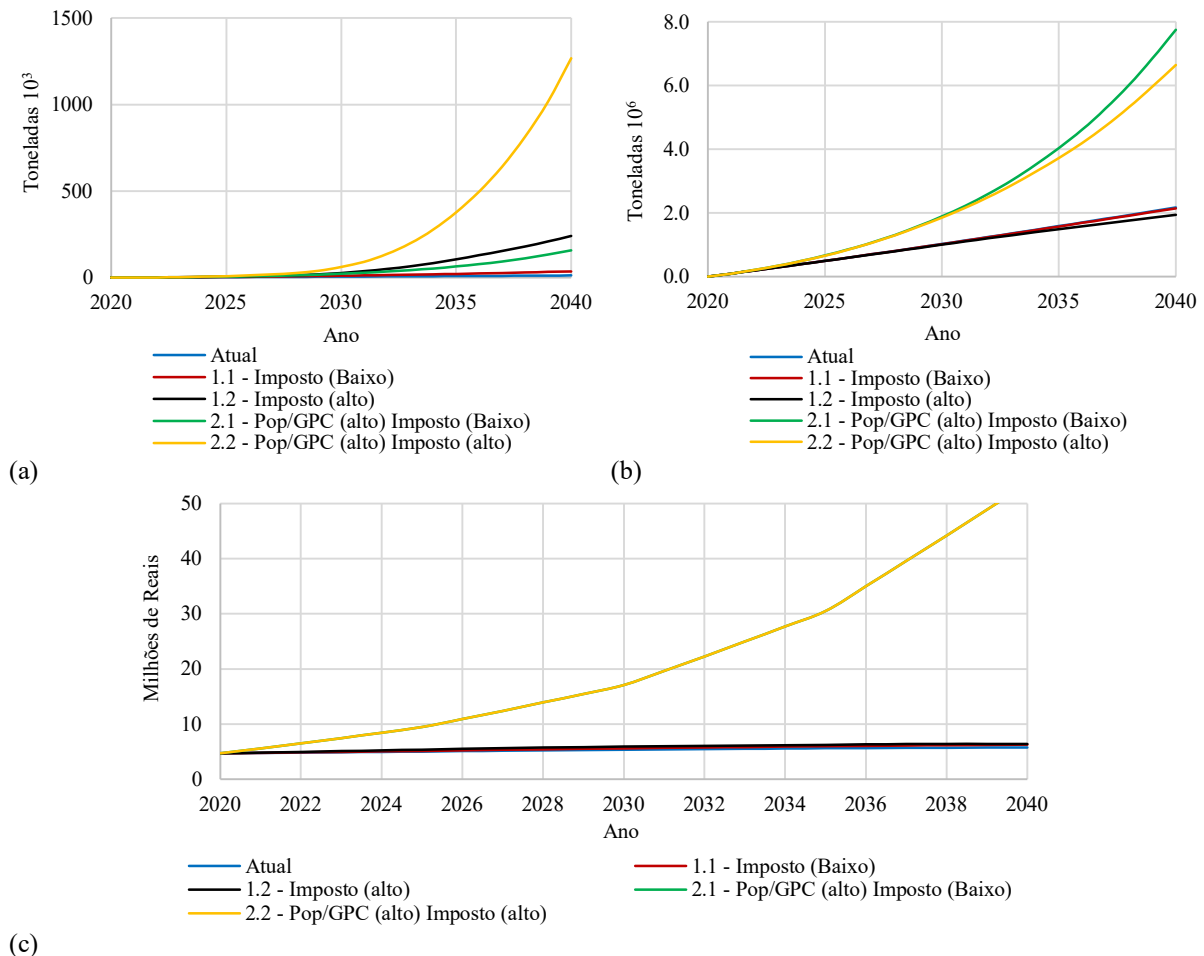 1500
1000
500
0
Toneladas 10³
2020 2025 2030 2035 2040
Ano
Atual
1.1 - Imposto (Baixo)
1.2 - Imposto (alto)
2.1 - Pop/GPC (alto) Imposto (Baixo)
2.2 - Pop/GPC (alto) Imposto (alto)
(a)
8.0
6.0
4.0
2.0
0.0
Toneladas 10⁶
2020 2025 2030 2035 2040
Ano
Atual
1.1 - Imposto (Baixo)
1.2 - Imposto (alto)
2.1 - Pop/GPC (alto) Imposto (Baixo)
2.2 - Pop/GPC (alto) Imposto (alto)
(b)
50
40
30
20
10
0
Milhões de Reais
2020 2022 2024 2026 2028 2030 2032 2034 2036 2038 2040
Ano
Atual 1.1 - Imposto (Baixo)
1.2 - Imposto (alto) 2.1 - Pop/GPC (alto) Imposto (Baixo)
2.2 - Pop/GPC (alto) Imposto (alto)
(c)